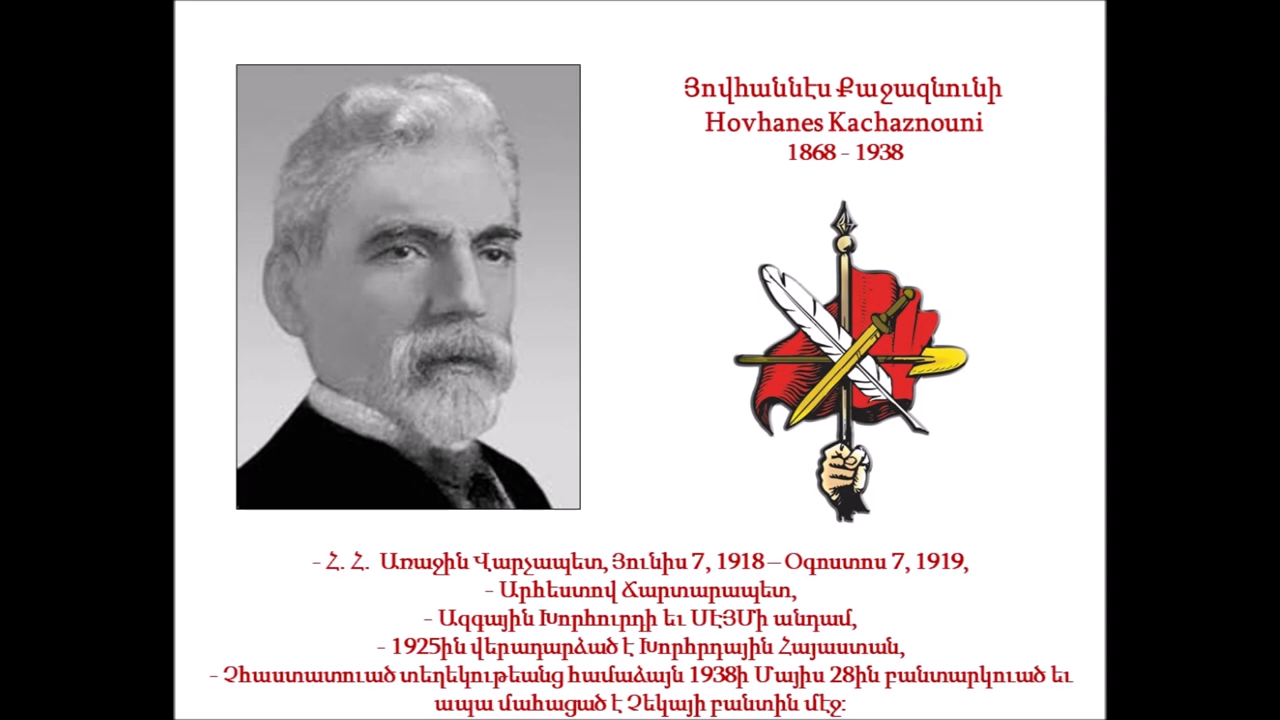 Յովհաննէս Քաջազնունի
Hovhanes Kachaznouni
1868 - 1938
- Հ. Հ. Առաջին Վարչապետ, Յունիս 7, 1918 – Օգոստոս 7, 1919,
- Արհեստով Ճարտարապետ,
- Ազգային Խորհուրդի եւ ՍԷՅՄի անդամ,
- 1925ին վերադարձած է Խորհրդային Հայաստան,
- Չհաստատուած տեղեկութեանց համաձայն 1938ի Մայիս 28ին բանտարկուած եւ
ապա մահացած է Չեկայի բանտին մէջ: